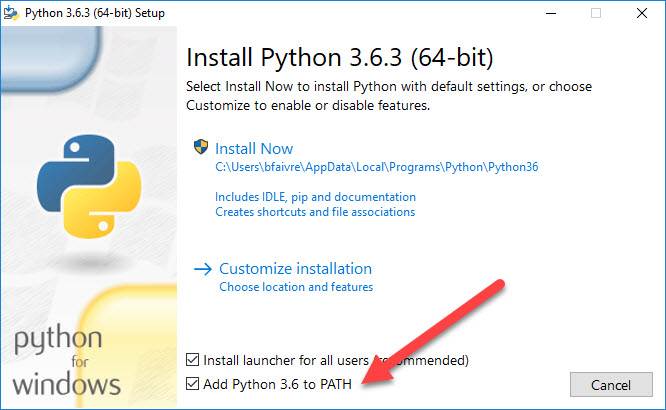 Python 3.6.3 (64-bit) Setup
Install Python 3.6.3 (64-bit)
Select Install Now to install Python with default settings, or choose
Customize to enable or disable features.
Install Now
C:\Users\bfaivre\AppData\Local\Programs\Python\Python36
Includes IDLE, pip and documentation
Creates shortcuts and file associations
Customize installation
Choose location and features
Install launcher for all users (recommended)
Add Python 3.6 to PATH
Cancel
python
for
windows